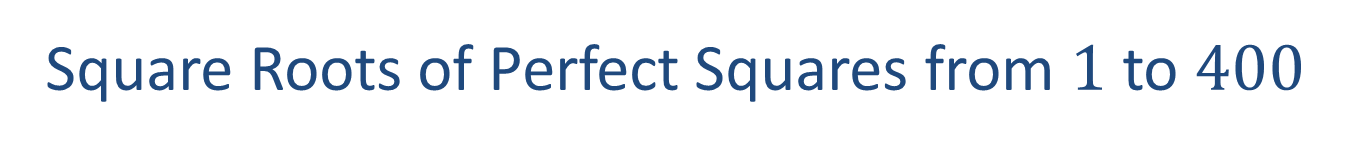 Square Roots of Perfect Squares from 1 to 400